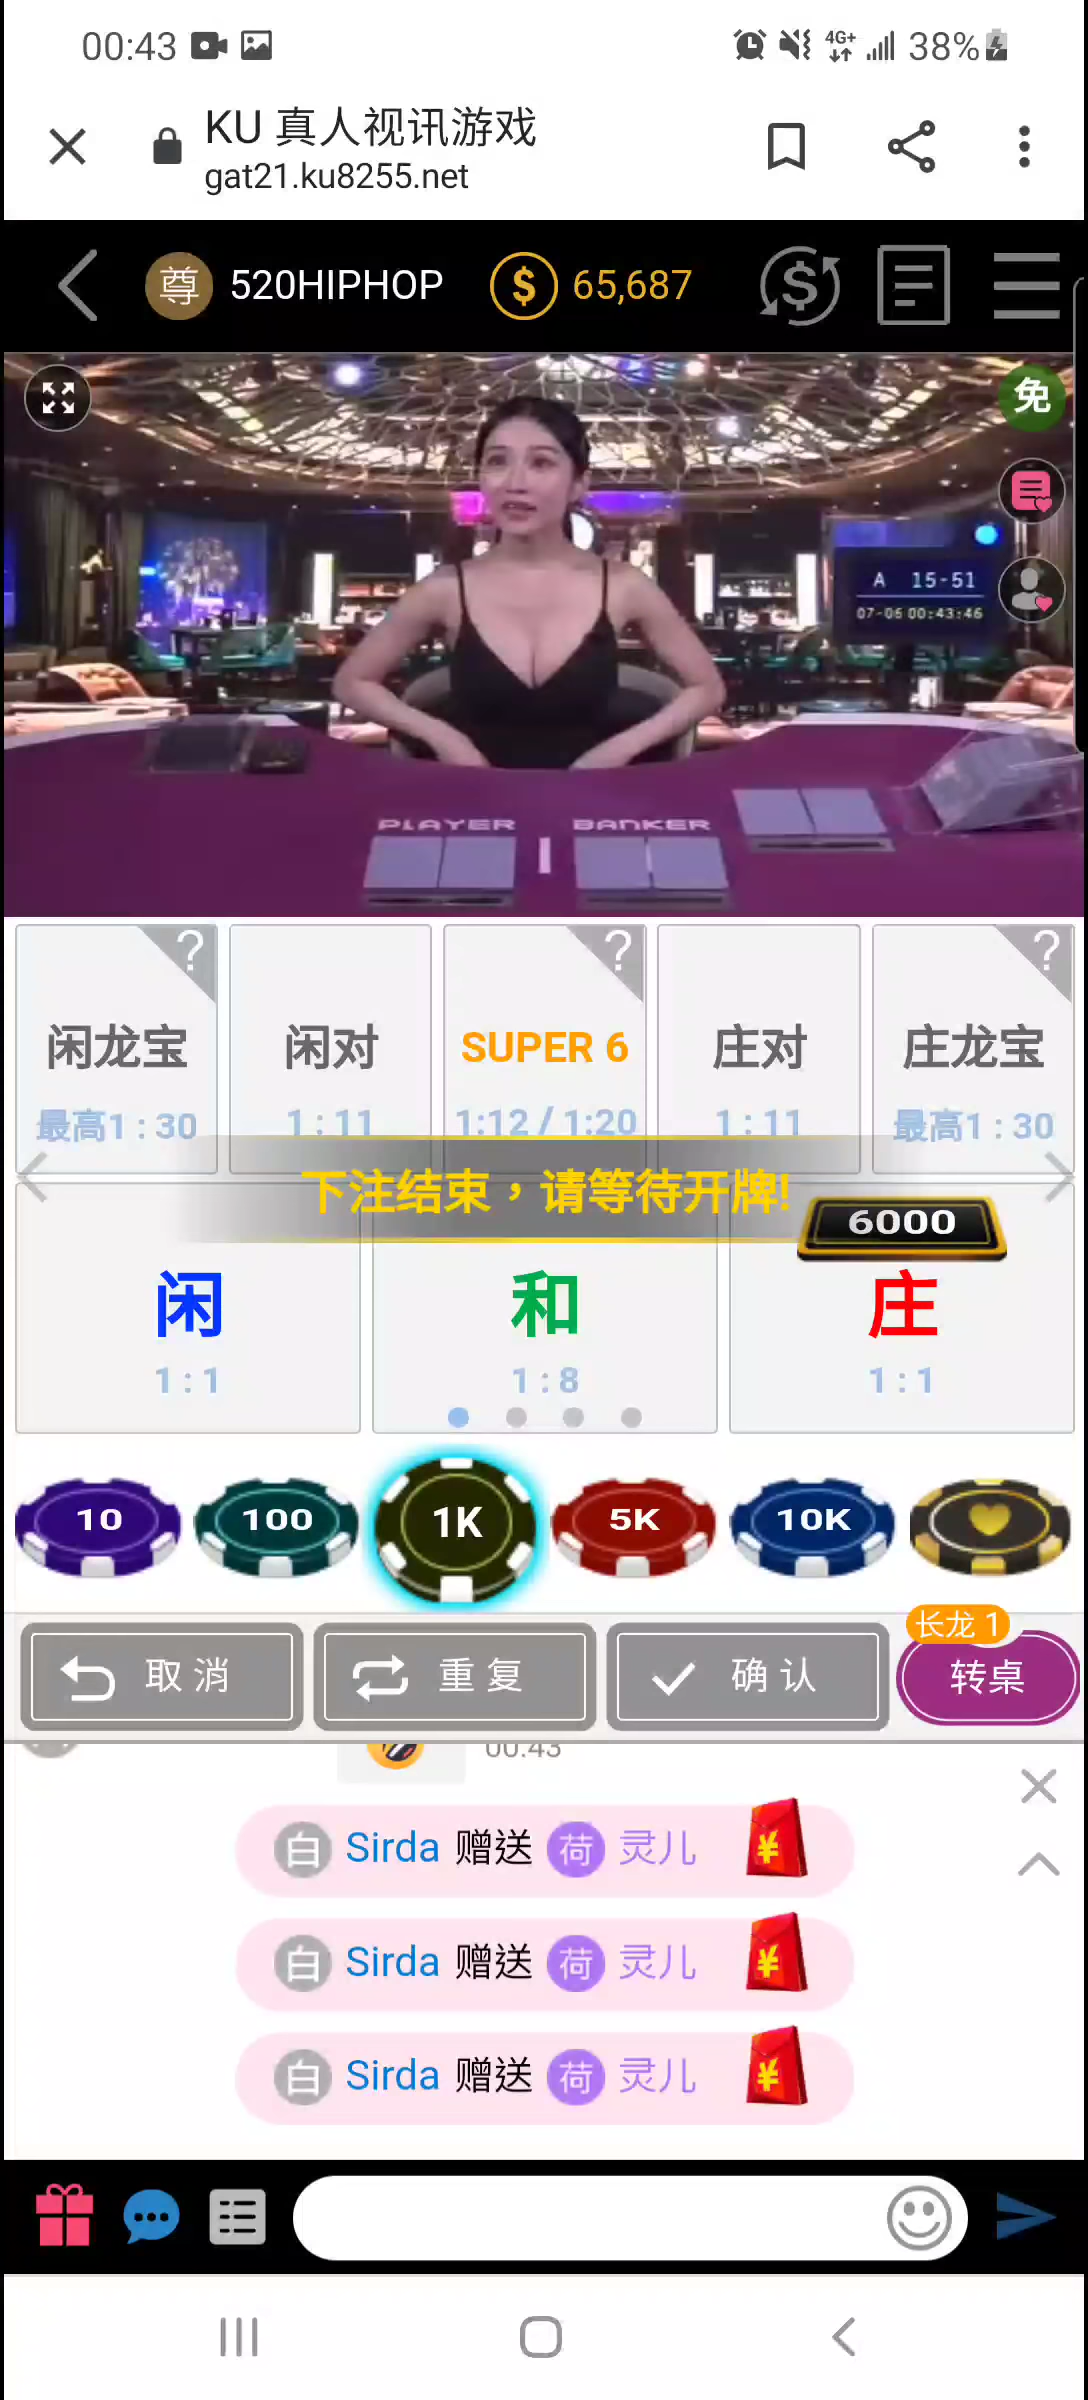 00:43
4G+
38%
KU 真人视讯游戏
gat21.ku8255.net
尊 520HIPHOP $ 65,687
免
A 15-51
07-06 00:43:46
PLAYER BANKER
闲龙宝 闲对 SUPER 6 庄对 庄龙宝
最高1 : 30 1 : 11 1:12 / 1:20 1 : 11 最高1 : 30
下注结束，请等待开牌!
6000
闲 和 庄
1 : 1 1 : 8 1 : 1
10 100 1K 5K 10K
长龙 1
取消 重复 确认 转桌
00:43
白 Sirda 赠送 荷 灵儿 ¥
白 Sirda 赠送 荷 灵儿 ¥
白 Sirda 赠送 荷 灵儿 ¥